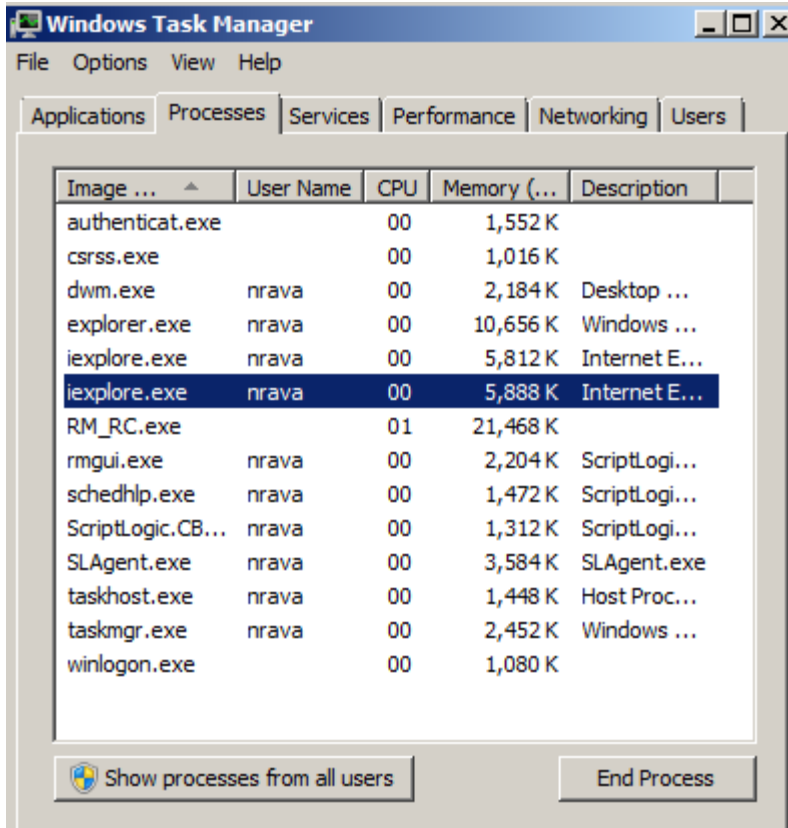 Windows Task Manager
File Options View Help
Applications Processes Services Performance Networking Users
Image ... User Name CPU Memory (... Description
authenticat.exe 00 1,552 K
csrss.exe 00 1,016 K
dwm.exe nrava 00 2,184 K Desktop ...
explorer.exe nrava 00 10,656 K Windows ...
iexplore.exe nrava 00 5,812 K Internet E...
iexplore.exe nrava 00 5,888 K Internet E...
RM_RC.exe 01 21,468 K
rmgui.exe nrava 00 2,204 K ScriptLogi...
schedhlp.exe nrava 00 1,472 K ScriptLogi...
ScriptLogic.CB... nrava 00 1,312 K ScriptLogi...
SLAgent.exe nrava 00 3,584 K SLAgent.exe
taskhost.exe nrava 00 1,448 K Host Proc...
taskmgr.exe nrava 00 2,452 K Windows ...
winlogon.exe 00 1,080 K
Show processes from all users End Process